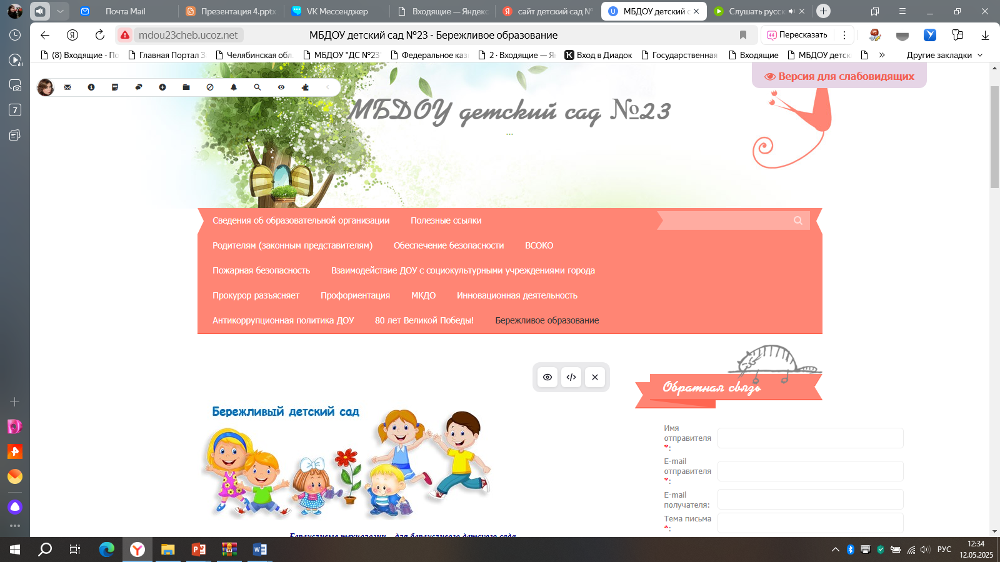 Почта Mail
Презентация 4.pptx
VK Мессенджер
Входящие — Яндекс
сайт детский сад №
МБДОУ детский с
Слушать русск
mdou23cheb.ucoz.net
МБДОУ детский сад №23 - Бережливое образование
Пересказать
(8) Входящие - По
Главная Портал З
Челябинская обл.
МБДОУ "ДС №23"
Федеральное каз
2 · Входящие — Ян
Вход в Диадок
Государственная
Входящие
МБДОУ детск
»
Другие закладки
7
Версия для слабовидящих
МБДОУ детский сад №23
...
Сведения об образовательной организации Полезные ссылки
Родителям (законным представителям) Обеспечение безопасности ВСОКО
Пожарная безопасность Взаимодействие ДОУ с социокультурными учреждениями города
Прокурор разъясняет Профориентация МКДО Инновационная деятельность
Антикоррупционная политика ДОУ 80 лет Великой Победы! Бережливое образование
Бережливый детский сад
Бережливые технологии - для бережливого детского сада
Обратная связь
Имя
отправителя
*:
E-mail
отправителя
*:
E-mail
получателя:
Тема письма
*:
РУС
12:34
12.05.2025